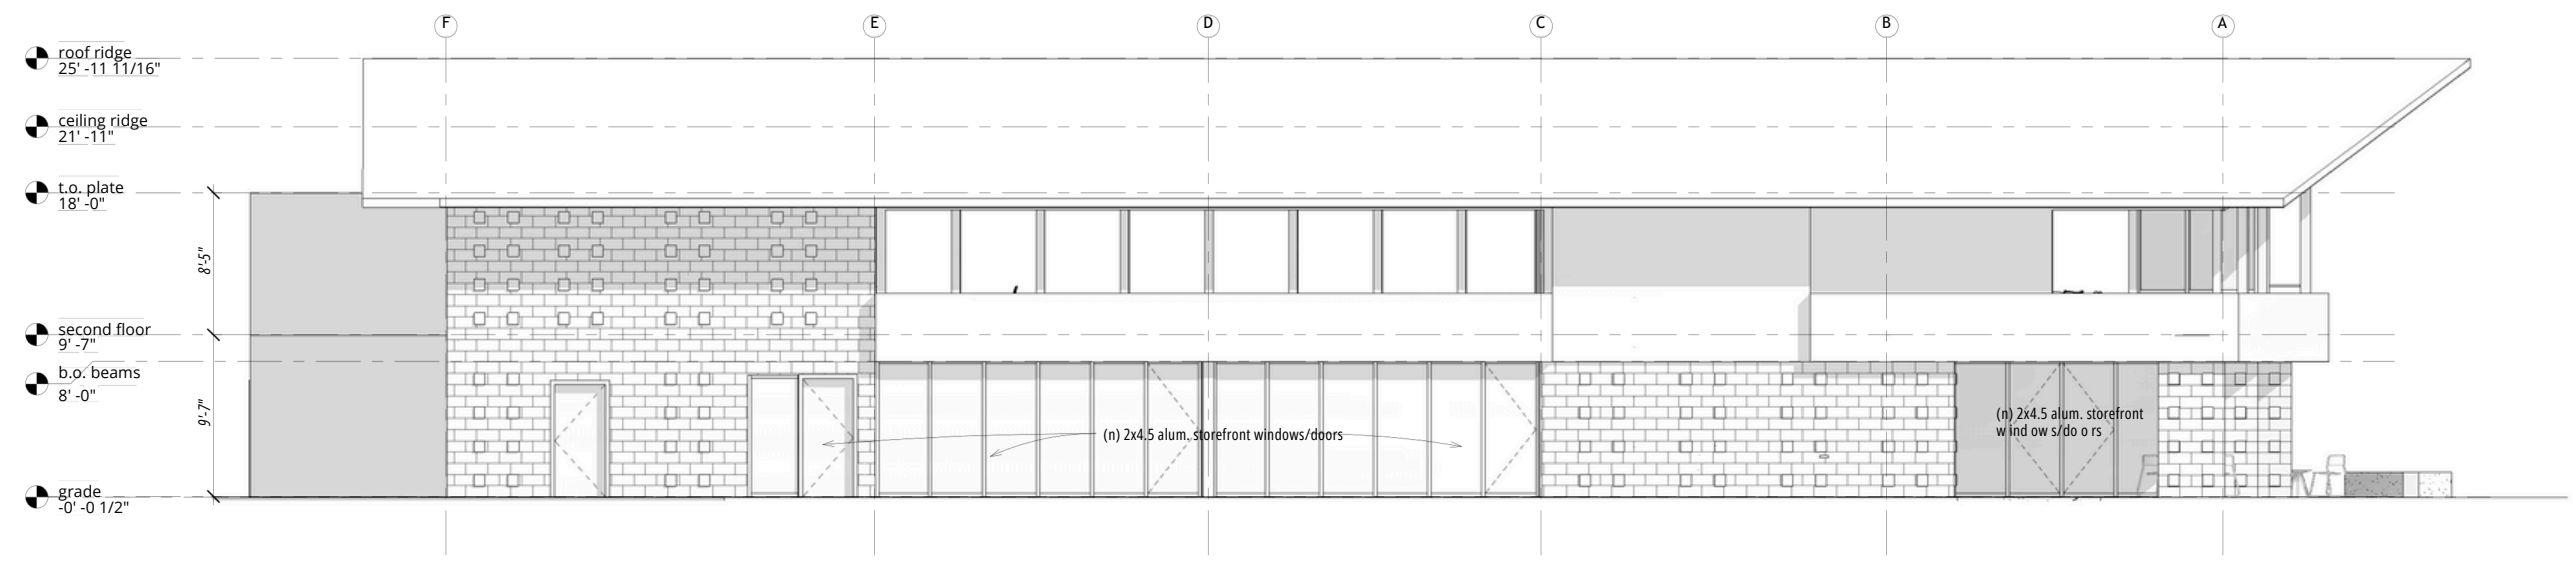 F E D C B A
roof ridge
25' -11 11/16"
ceiling ridge
21' -11"
t.o. plate
18' -0"
8'-5"
second floor
9' -7"
b.o. beams
8' -0"
9'-7"
(n) 2x4.5 alum. storefront windows/doors
(n) 2x4.5 alum. storefront
w ind ow s/do o rs
grade
-0' -0 1/2"